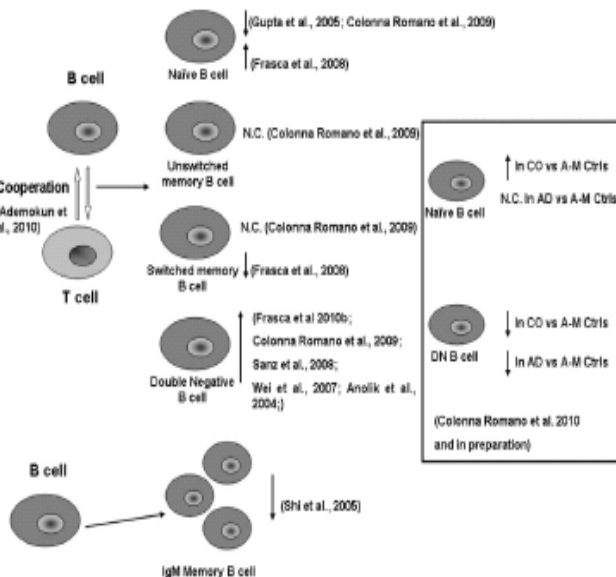 (Gupta et al., 2005; Colonna Romano et al., 2009)
(Frasca et al., 2008)
Naïve B cell
B cell
N.C. (Colonna Romano et al., 2009)
Unswitched
memory B cell
Cooperation
Ademokun et
al., 2010)
T cell
N.C. (Colonna Romano et al., 2009)
Switched memory
B cell
(Frasca et al., 2008)
(Frasca et al 2010b;
Colonna Romano et al., 2009;
Sanz et al., 2008;
Wei et al., 2007; Anolik et al.,
2004;)
Double Negative
B cell
In CO vs A-M Ctrls
N.C. In AD vs A-M Ctrls
Naïve B cell
In CO vs A-M Ctrls
DN B cell
In AD vs A-M Ctrls
(Colonna Romano et al. 2010
and in preparation)
B cell
(Shi et al., 2005)
IgM Memory B cell